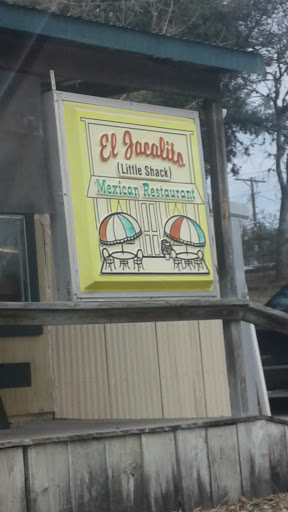 El Jacalito
(Little Shack)
Mexican Restaurant